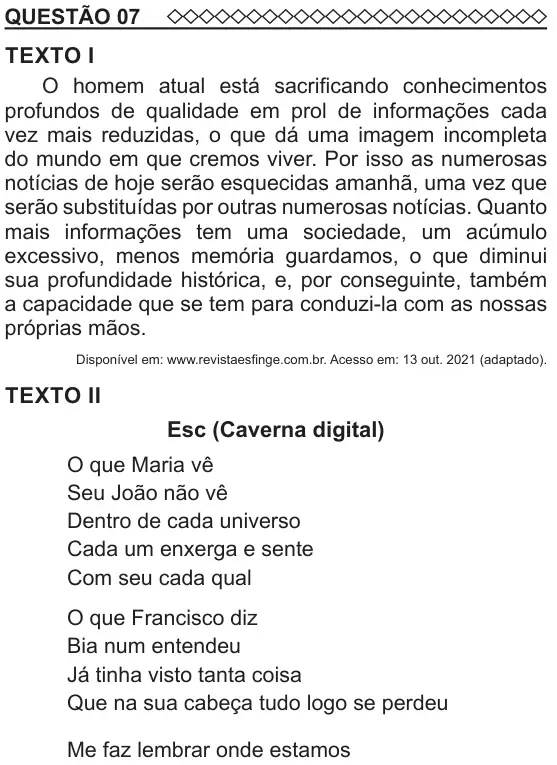 QUESTÃO 07
TEXTO I
O homem atual está sacrificando conhecimentos
profundos de qualidade em prol de informações cada
vez mais reduzidas, o que dá uma imagem incompleta
do mundo em que cremos viver. Por isso as numerosas
notícias de hoje serão esquecidas amanhã, uma vez que
serão substituídas por outras numerosas notícias. Quanto
mais informações tem uma sociedade, um acúmulo
excessivo, menos memória guardamos, o que diminui
sua profundidade histórica, e, por conseguinte, também
a capacidade que se tem para conduzi-la com as nossas
próprias mãos.
Disponível em: www.revistaesfinge.com.br. Acesso em: 13 out. 2021 (adaptado).
TEXTO II
Esc (Caverna digital)
O que Maria vê
Seu João não vê
Dentro de cada universo
Cada um enxerga e sente
Com seu cada qual
O que Francisco diz
Bia num entendeu
Já tinha visto tanta coisa
Que na sua cabeça tudo logo se perdeu
Me faz lembrar onde estamos